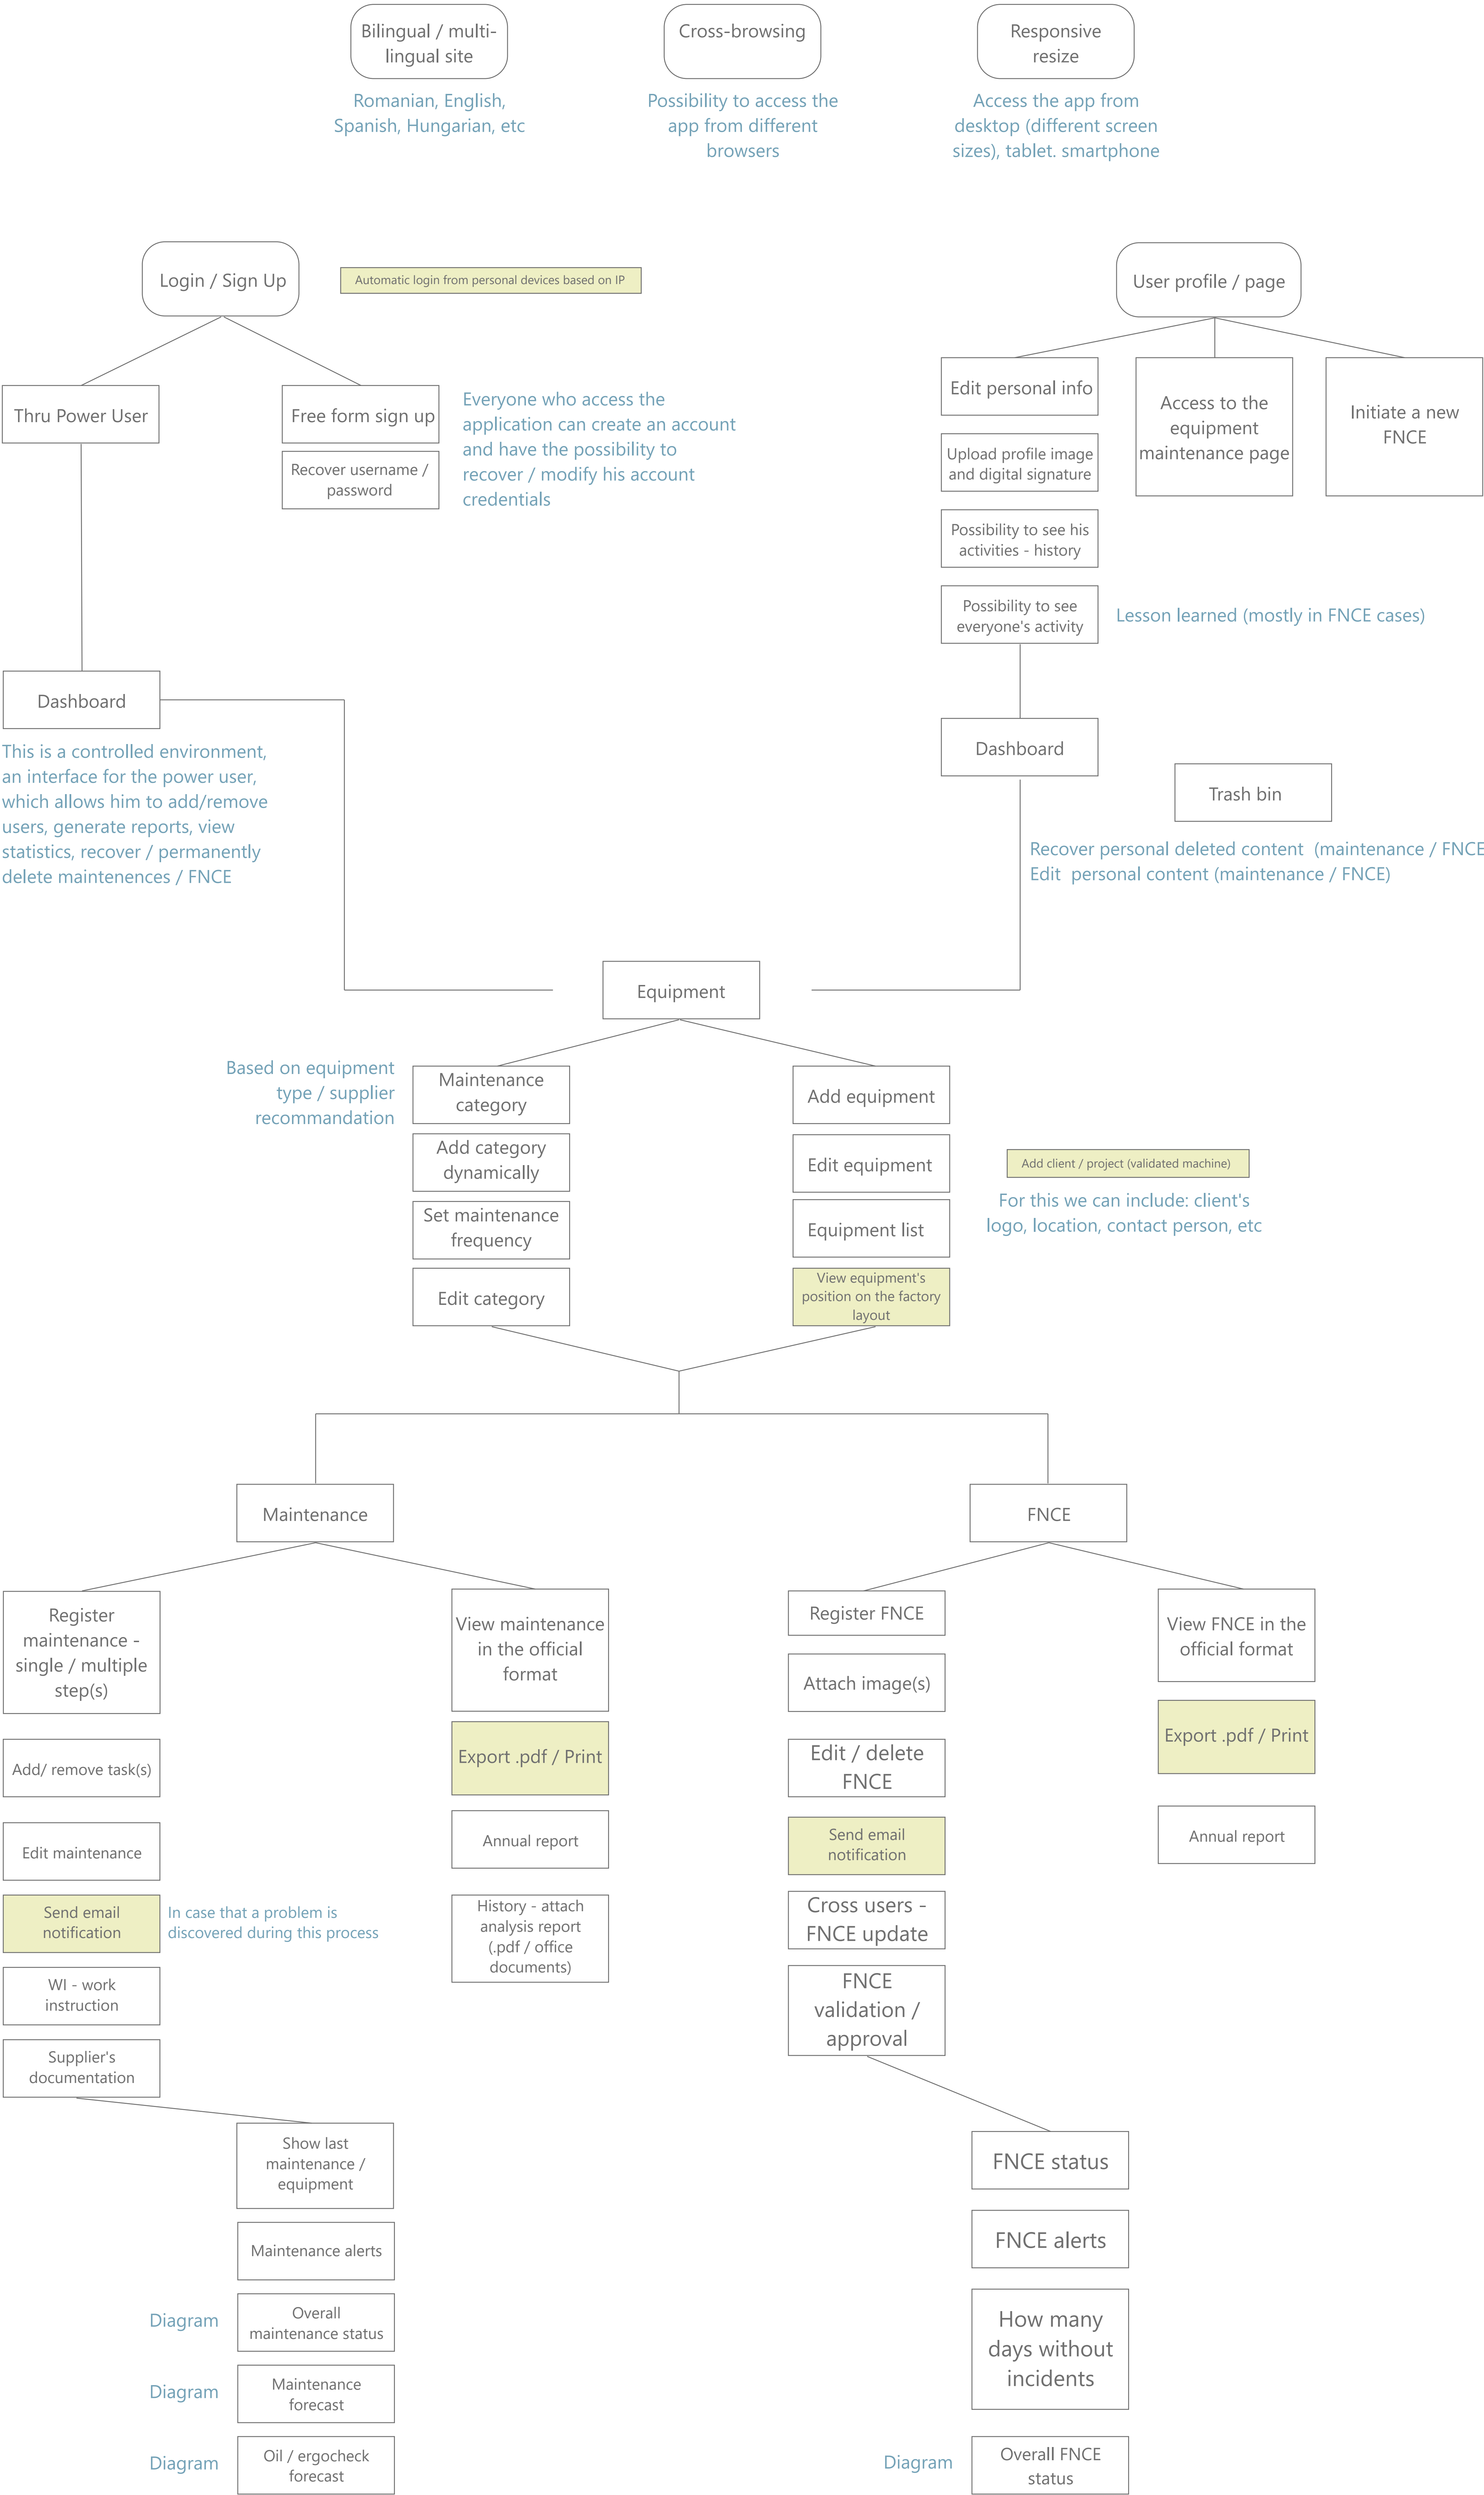 Bilingual / multi-
lingual site
Romanian, English,
Spanish, Hungarian, etc
Cross-browsing
Possibility to access the
app from different
browsers
Responsive
resize
Access the app from
desktop (different screen
sizes), tablet. smartphone
Login / Sign Up
Automatic login from personal devices based on IP
Thru Power User
Free form sign up
Recover username /
password
Everyone who access the
application can create an account
and have the possibility to
recover / modify his account
credentials
User profile / page
Edit personal info
Upload profile image
and digital signature
Possibility to see his
activities - history
Possibility to see
everyone's activity
Lesson learned (mostly in FNCE cases)
Access to the
equipment
maintenance page
Initiate a new
FNCE
Dashboard
This is a controlled environment,
an interface for the power user,
which allows him to add/remove
users, generate reports, view
statistics, recover / permanently
delete maintenences / FNCE
Dashboard
Trash bin
Recover personal deleted content (maintenance / FNCE
Edit personal content (maintenance / FNCE)
Equipment
Based on equipment
type / supplier
recommandation
Maintenance
category
Add category
dynamically
Set maintenance
frequency
Edit category
Add equipment
Edit equipment
Equipment list
View equipment's
position on the factory
layout
Add client / project (validated machine)
For this we can include: client's
logo, location, contact person, etc
Maintenance
Register
maintenance -
single / multiple
step(s)
Add/ remove task(s)
Edit maintenance
Send email
notification
In case that a problem is
discovered during this process
WI - work
instruction
Supplier's
documentation
View maintenance
in the official
format
Export .pdf / Print
Annual report
History - attach
analysis report
(.pdf / office
documents)
Show last
maintenance /
equipment
Maintenance alerts
Diagram
Overall
maintenance status
Diagram
Maintenance
forecast
Diagram
Oil / ergocheck
forecast
FNCE
Register FNCE
Attach image(s)
Edit / delete
FNCE
Send email
notification
Cross users -
FNCE update
FNCE
validation /
approval
View FNCE in the
official format
Export .pdf / Print
Annual report
FNCE status
FNCE alerts
How many
days without
incidents
Diagram
Overall FNCE
status